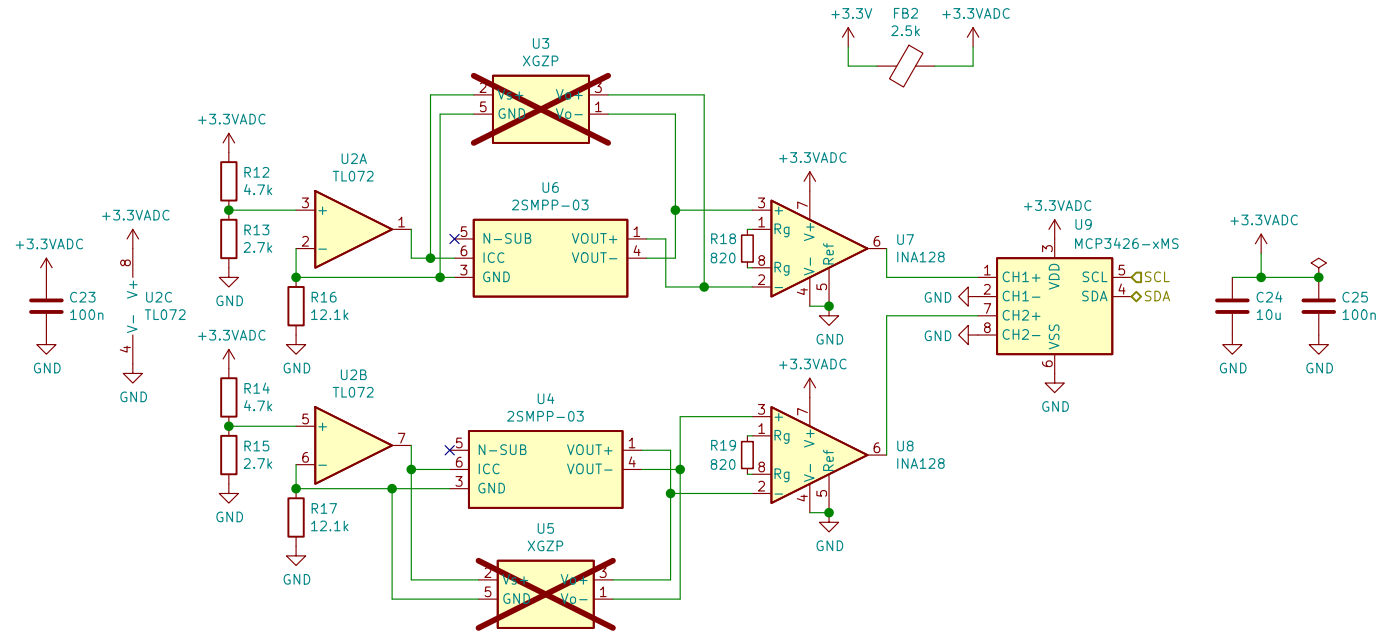 +3.3V
FB2
2.5k
+3.3VADC
U3
XGZP
2
Vs+
Vo+
3
5
GND
Vo-
1
+3.3VADC
R12
4.7k
R13
2.7k
GND
U2A
TL072
3
+
2
-
1
R16
12.1k
GND
U6
2SMPP-03
5
N-SUB
VOUT+
1
6
ICC
VOUT-
4
3
GND
+3.3VADC
3
+
7
V+
1
Rg
R18
820
8
Rg
2
-
V-
4
Ref
5
6
U7
INA128
GND
+3.3VADC
C23
100n
GND
+3.3VADC
8
V+
U2C
TL072
V-
4
GND
+3.3VADC
U9
MCP3426-xMS
3
VDD
1
CH1+
SCL
5
SCL
GND
2
CH1-
SDA
4
SDA
7
CH2+
GND
8
CH2-
VSS
6
GND
+3.3VADC
C24
10u
GND
C25
100n
GND
+3.3VADC
R14
4.7k
R15
2.7k
GND
U2B
TL072
5
+
6
-
7
R17
12.1k
GND
U4
2SMPP-03
5
N-SUB
VOUT+
1
6
ICC
VOUT-
4
3
GND
+3.3VADC
3
+
7
V+
1
Rg
R19
820
8
Rg
2
-
V-
4
Ref
5
6
U8
INA128
GND
U5
XGZP
2
Vs+
Vo+
3
5
GND
Vo-
1